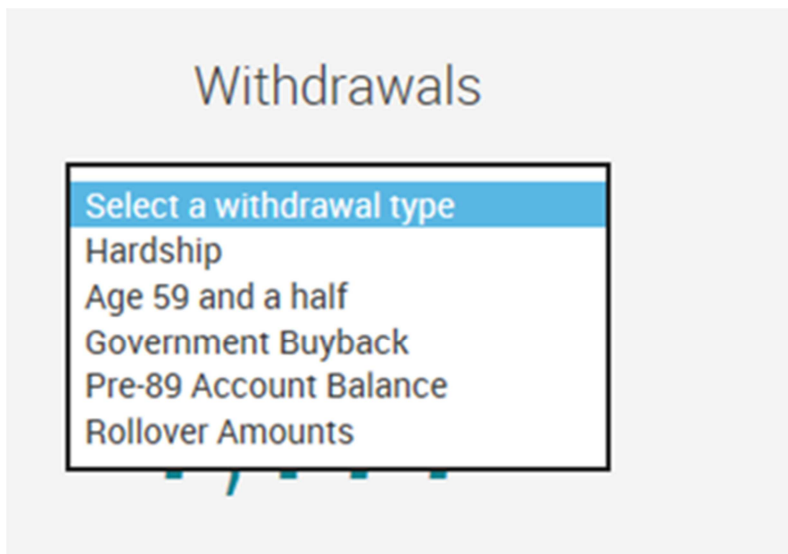 Withdrawals
Select a withdrawal type
Hardship
Age 59 and a half
Government Buyback
Pre-89 Account Balance
Rollover Amounts